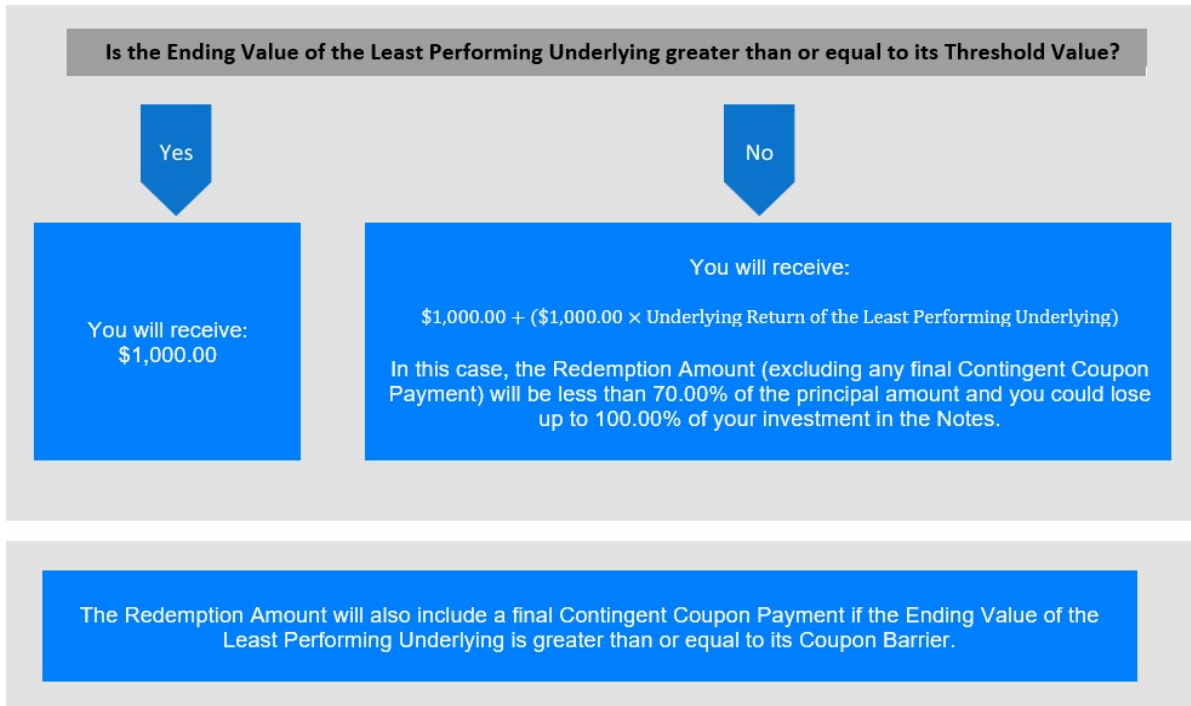 Is the Ending Value of the Least Performing Underlying greater than or equal to its Threshold Value?
Yes
No
You will receive:
$1,000.00
You will receive:
$1,000.00 + ($1,000.00 × Underlying Return of the Least Performing Underlying)
In this case, the Redemption Amount (excluding any final Contingent Coupon
Payment) will be less than 70.00% of the principal amount and you could lose
up to 100.00% of your investment in the Notes.
The Redemption Amount will also include a final Contingent Coupon Payment if the Ending Value of the
Least Performing Underlying is greater than or equal to its Coupon Barrier.